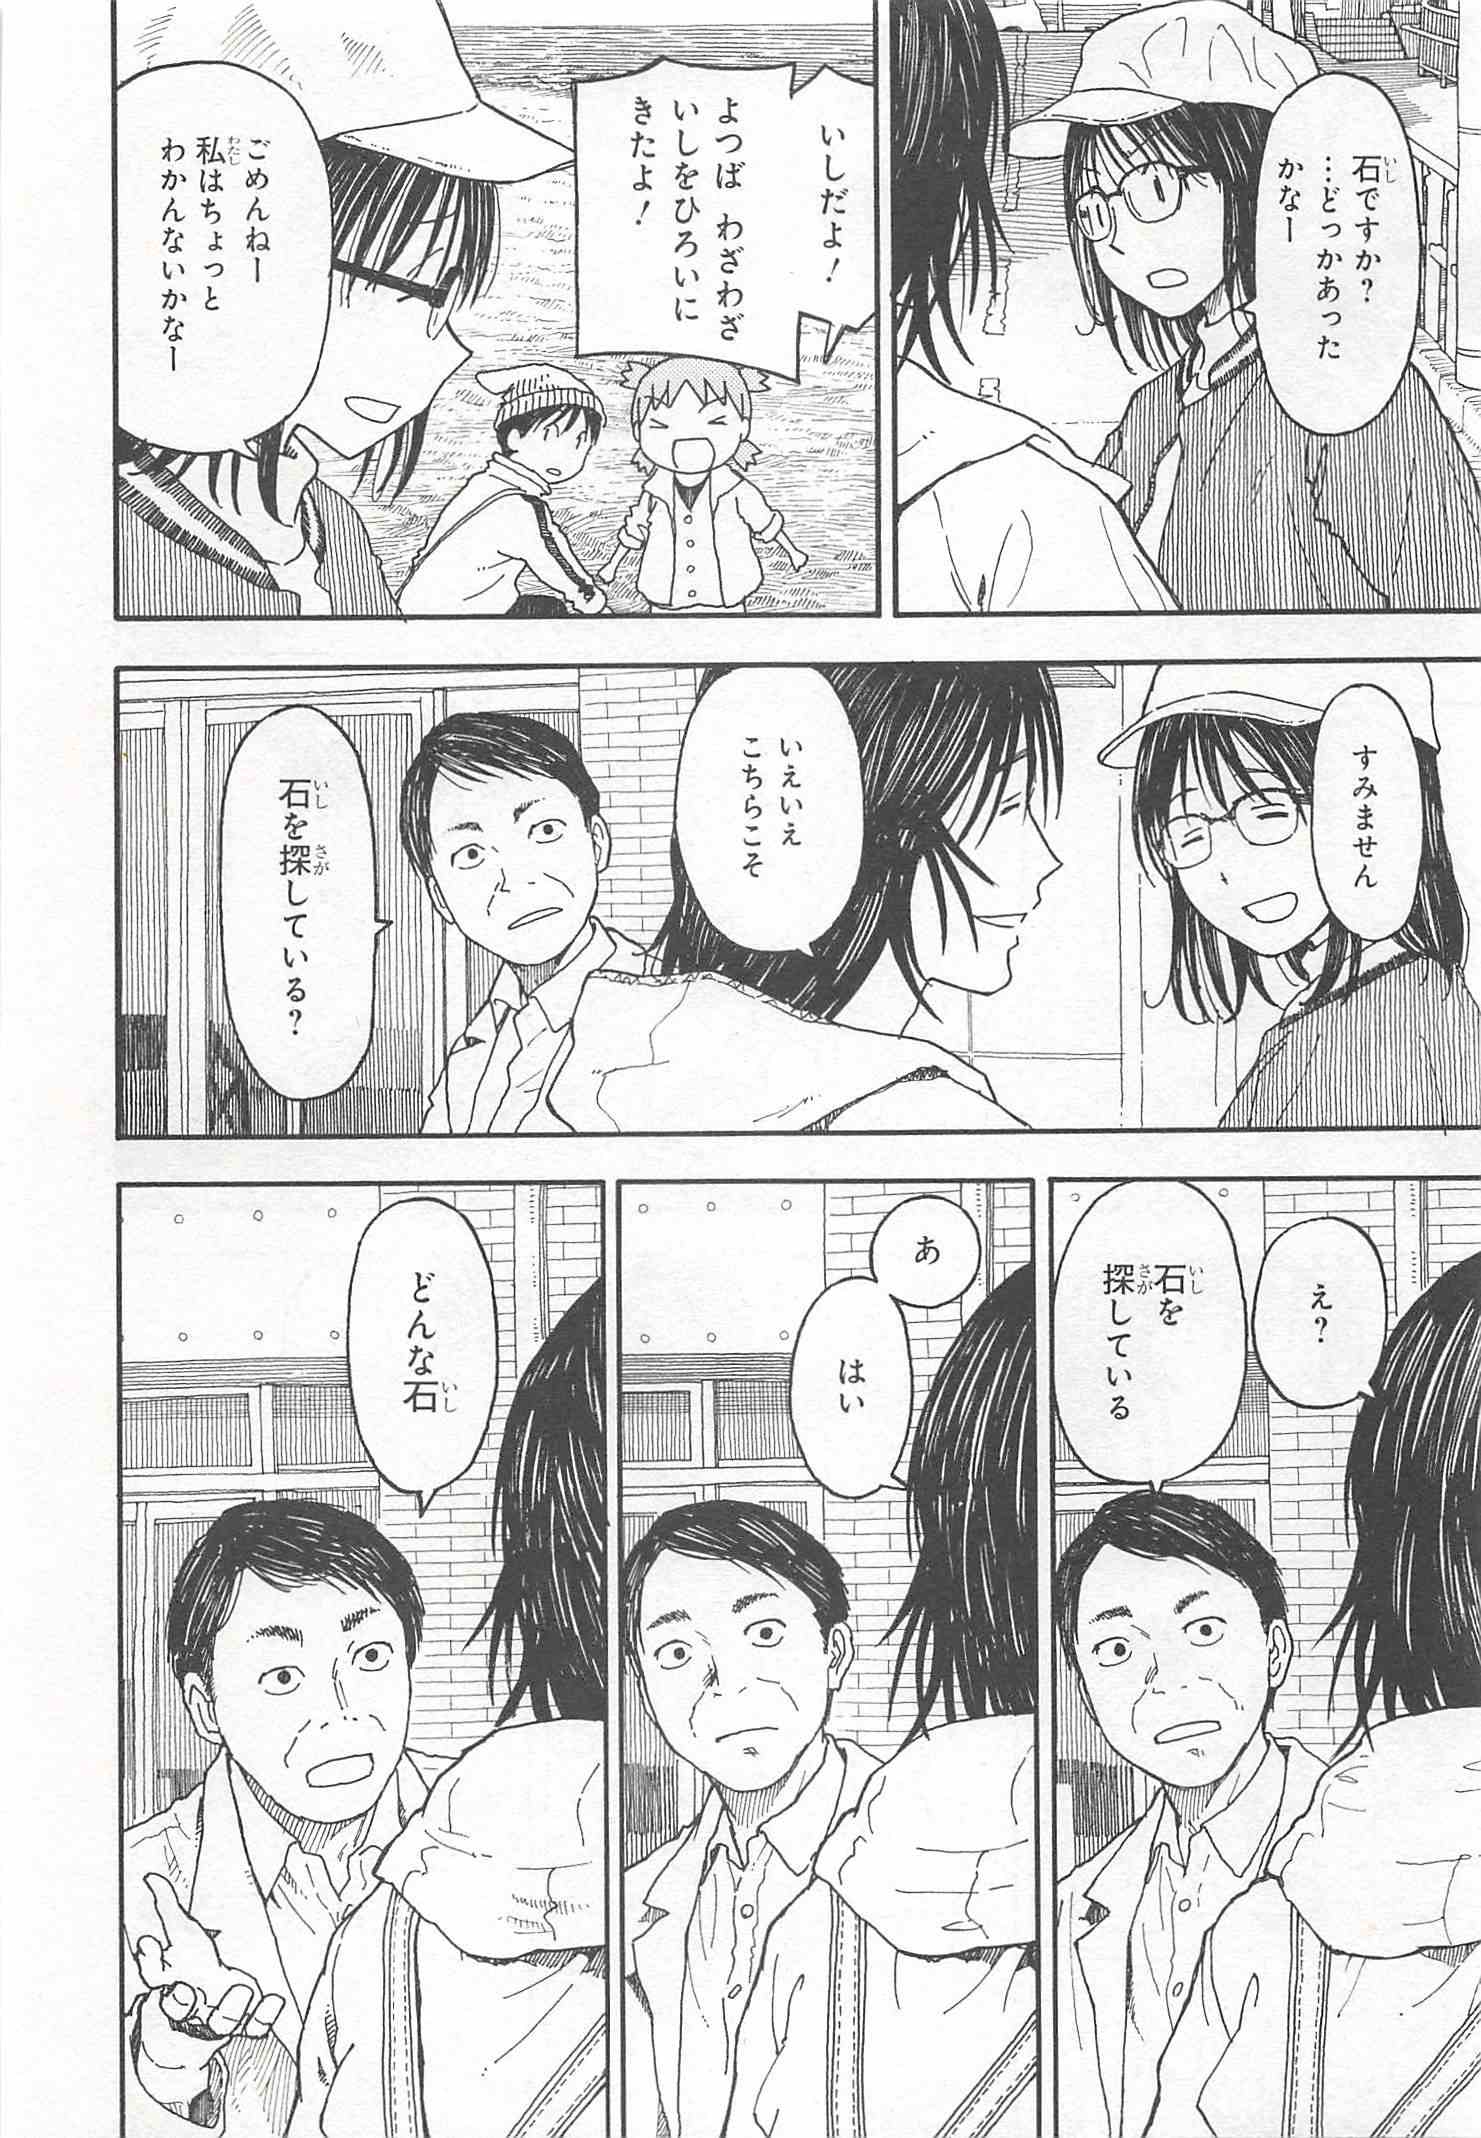 石ですか?
…どっかあった
かなー
いしだよ!
よつば わざわざ
いしをひろいに
きたよ!
ごめんねー
私はちょっと
わかんないかなー
すみません
いえいえ
こちらこそ
石を探している?
え?
石を
探している
あ
はい
どんな石